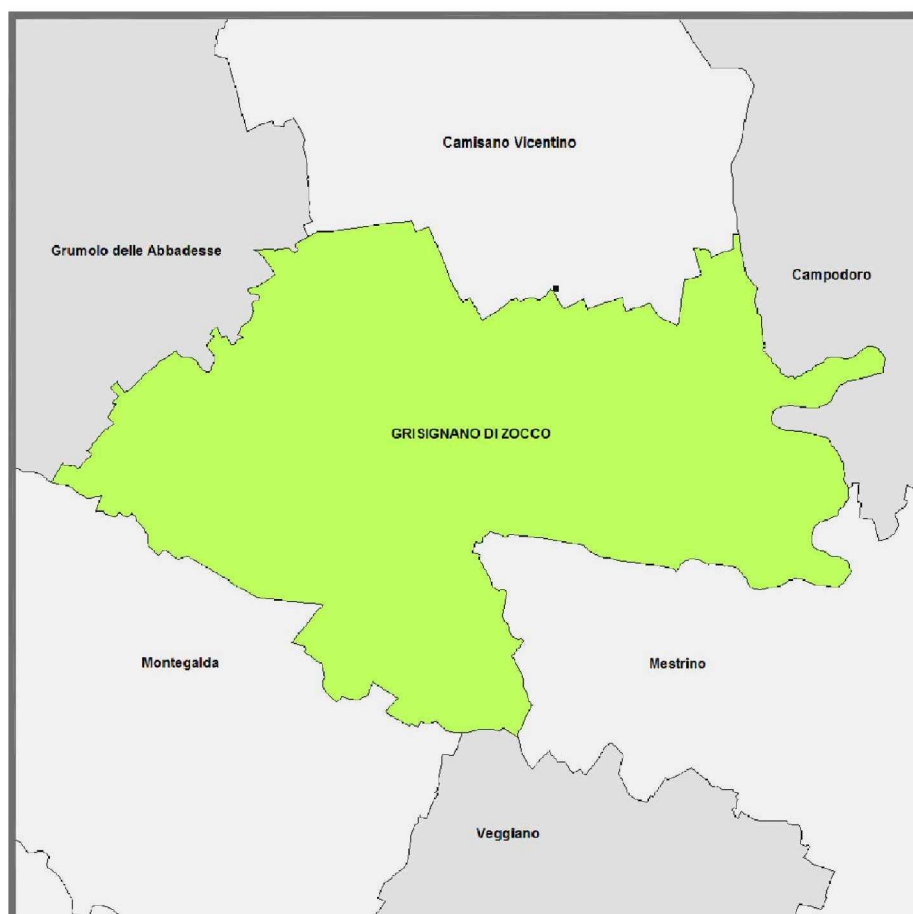 Camisano Vicentino
Grumolo delle Abbadesse
Campodoro
GRISIGNANO DI ZOCCO
Montegalda
Mestrino
Veggiano